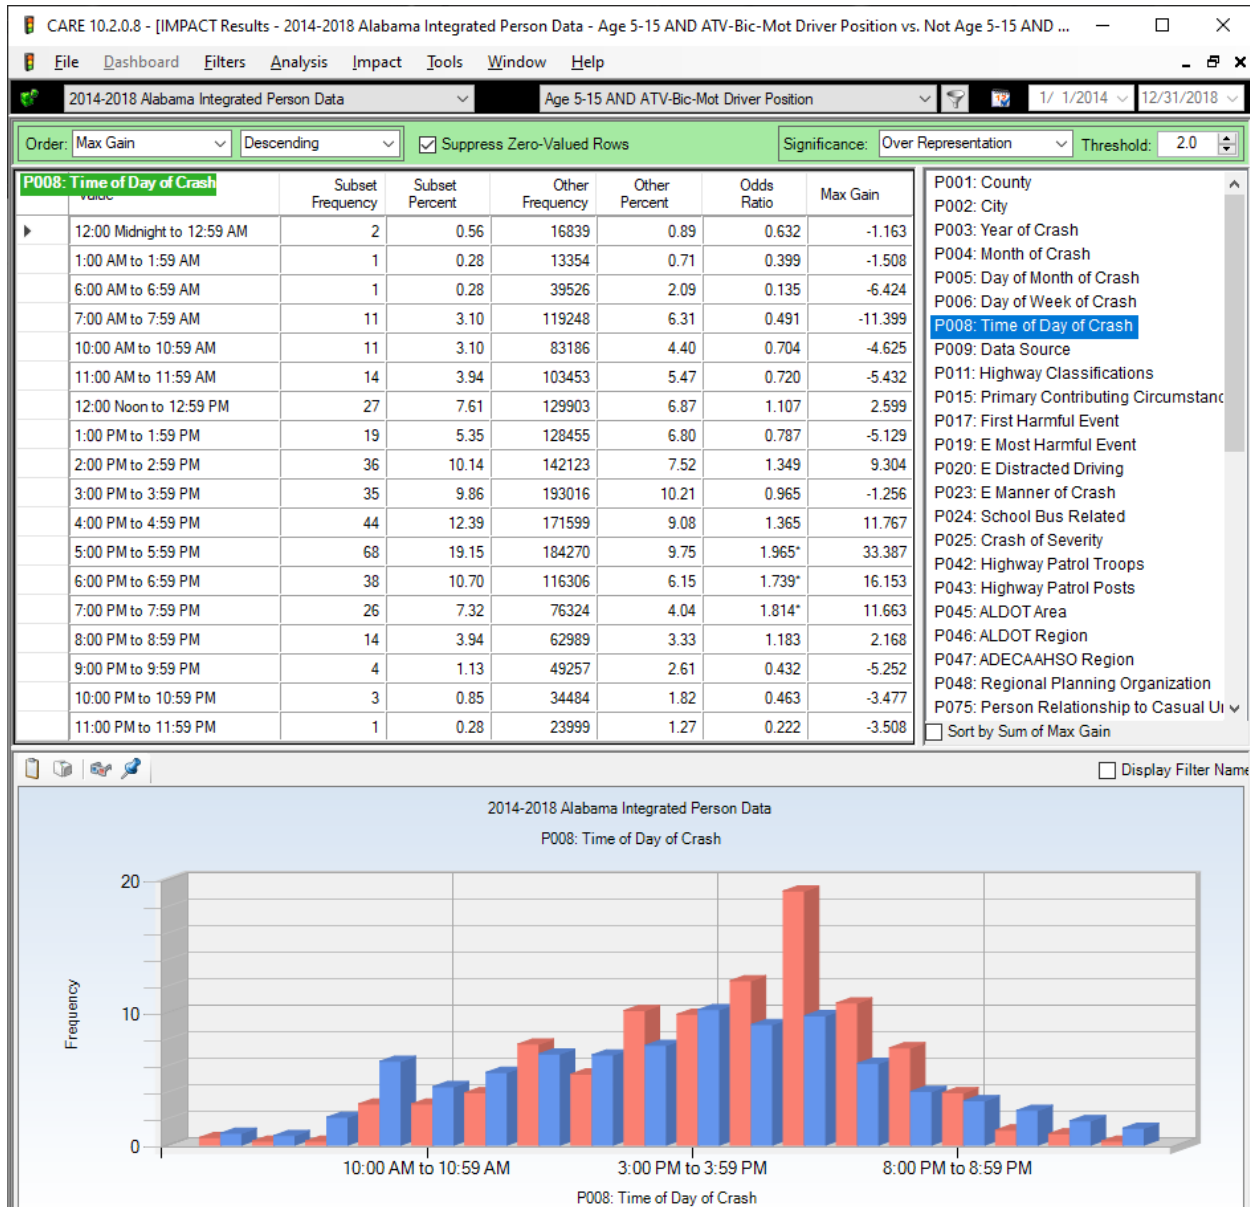 CARE 10.2.0.8 - [IMPACT Results - 2014-2018 Alabama Integrated Person Data - Age 5-15 AND ATV-Bic-Mot Driver Position vs. Not Age 5-15 AND ...
File Dashboard Filters Analysis Impact Tools Window Help
2014-2018 Alabama Integrated Person Data Age 5-15 AND ATV-Bic-Mot Driver Position 1/ 1/2014 12/31/2018
Order: Max Gain Descending Suppress Zero-Valued Rows Significance: Over Representation Threshold: 2.0
P008: Time of Day of Crash
Subset Frequency Subset Percent Other Frequency Other Percent Odds Ratio Max Gain
12:00 Midnight to 12:59 AM 2 0.56 16839 0.89 0.632 -1.163
1:00 AM to 1:59 AM 1 0.28 13354 0.71 0.399 -1.508
6:00 AM to 6:59 AM 1 0.28 39526 2.09 0.135 -6.424
7:00 AM to 7:59 AM 11 3.10 119248 6.31 0.491 -11.399
10:00 AM to 10:59 AM 11 3.10 83186 4.40 0.704 -4.625
11:00 AM to 11:59 AM 14 3.94 103453 5.47 0.720 -5.432
12:00 Noon to 12:59 PM 27 7.61 129903 6.87 1.107 2.599
1:00 PM to 1:59 PM 19 5.35 128455 6.80 0.787 -5.129
2:00 PM to 2:59 PM 36 10.14 142123 7.52 1.349 9.304
3:00 PM to 3:59 PM 35 9.86 193016 10.21 0.965 -1.256
4:00 PM to 4:59 PM 44 12.39 171599 9.08 1.365 11.767
5:00 PM to 5:59 PM 68 19.15 184270 9.75 1.965* 33.387
6:00 PM to 6:59 PM 38 10.70 116306 6.15 1.739* 16.153
7:00 PM to 7:59 PM 26 7.32 76324 4.04 1.814* 11.663
8:00 PM to 8:59 PM 14 3.94 62989 3.33 1.183 2.168
9:00 PM to 9:59 PM 4 1.13 49257 2.61 0.432 -5.252
10:00 PM to 10:59 PM 3 0.85 34484 1.82 0.463 -3.477
11:00 PM to 11:59 PM 1 0.28 23999 1.27 0.222 -3.508
P001: County
P002: City
P003: Year of Crash
P004: Month of Crash
P005: Day of Month of Crash
P006: Day of Week of Crash
P008: Time of Day of Crash
P009: Data Source
P011: Highway Classifications
P015: Primary Contributing Circumstanc
P017: First Harmful Event
P019: E Most Harmful Event
P020: E Distracted Driving
P023: E Manner of Crash
P024: School Bus Related
P025: Crash of Severity
P042: Highway Patrol Troops
P043: Highway Patrol Posts
P045: ALDOT Area
P046: ALDOT Region
P047: ADECAAHSO Region
P048: Regional Planning Organization
P075: Person Relationship to Casual
Sort by Sum of Max Gain
Display Filter Name
2014-2018 Alabama Integrated Person Data
P008: Time of Day of Crash
Frequency
20
10
0
10:00 AM to 10:59 AM 3:00 PM to 3:59 PM 8:00 PM to 8:59 PM
P008: Time of Day of Crash